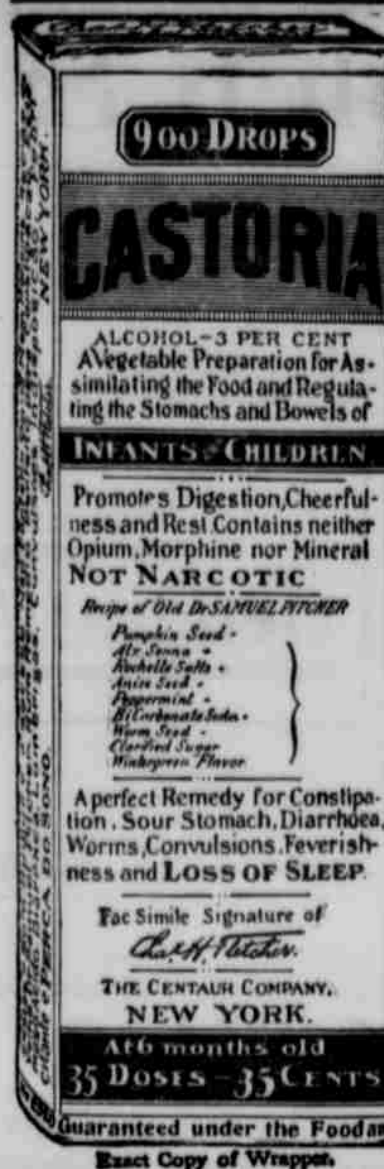 900 DROPS
CASTORIA
ALCOHOL-3 PER CENT
A Vegetable Preparation for As-
similating the Food and Regula-
ting the Stomachs and Bowels of
INFANTS & CHILDREN
Promotes Digestion, Cheerful-
ness and Rest. Contains neither
Opium, Morphine nor Mineral
NOT NARCOTIC
Recipe of Old Dr SAMUEL PITCHER
Pumpkin Seed -
Alx Senna +
Rochelle Salts +
Anise Seed -
Peppermint -
Bi Carbonate Soda +
Worm Seed -
Clarified Sugar
Wintergreen Flavor
A perfect Remedy for Constipa-
tion, Sour Stomach, Diarrhoea,
Worms, Convulsions, Feverish-
ness and LOSS OF SLEEP.
Fac Simile Signature of
Chas. H. Fletcher.
THE CENTAUR COMPANY,
NEW YORK.
At 6 months old
35 DOSES - 35 CENTS
Guaranteed under the Food an
Exact Copy of Wrapper.
NEW YORK.